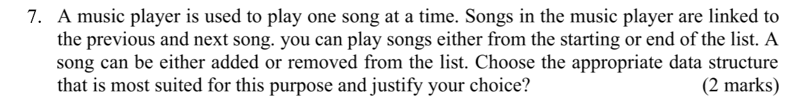 7. A music player is used to play one song at a time. Songs in the music player are linked to
the previous and next song. you can play songs either from the starting or end of the list. A
song can be either added or removed from the list. Choose the appropriate data structure
that is most suited for this purpose and justify your choice? (2 marks)